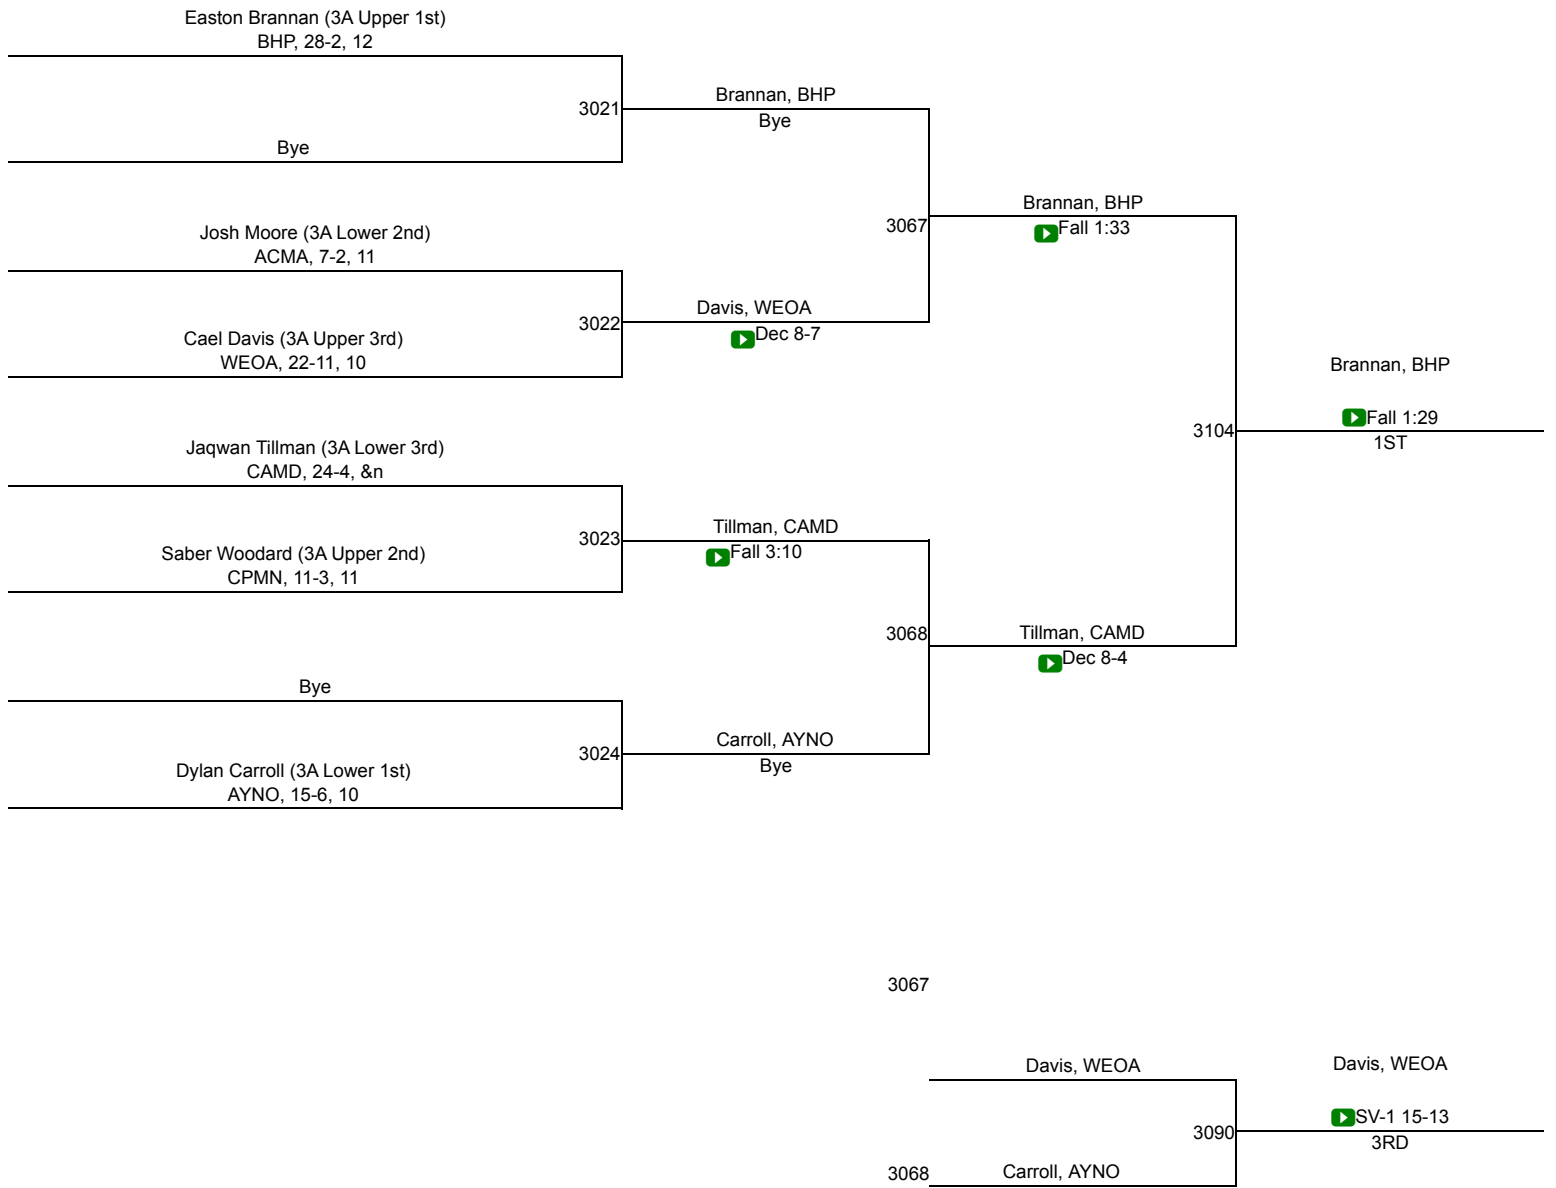 Easton Brannan (3A Upper 1st)
BHP, 28-2, 12
3021
Bye
Brannan, BHP
Bye
Josh Moore (3A Lower 2nd)
ACMA, 7-2, 11
3022
Cael Davis (3A Upper 3rd)
WEOA, 22-11, 10
Davis, WEOA
Dec 8-7
3067
Brannan, BHP
Fall 1:33
Jaqwan Tillman (3A Lower 3rd)
CAMD, 24-4, &n
3023
Saber Woodard (3A Upper 2nd)
CPMN, 11-3, 11
Tillman, CAMD
Fall 3:10
Bye
3024
Dylan Carroll (3A Lower 1st)
AYNO, 15-6, 10
Carroll, AYNO
Bye
3068
Tillman, CAMD
Dec 8-4
3104
Brannan, BHP
Fall 1:29
1ST
3067
Davis, WEOA
3090
3068
Carroll, AYNO
Davis, WEOA
SV-1 15-13
3RD